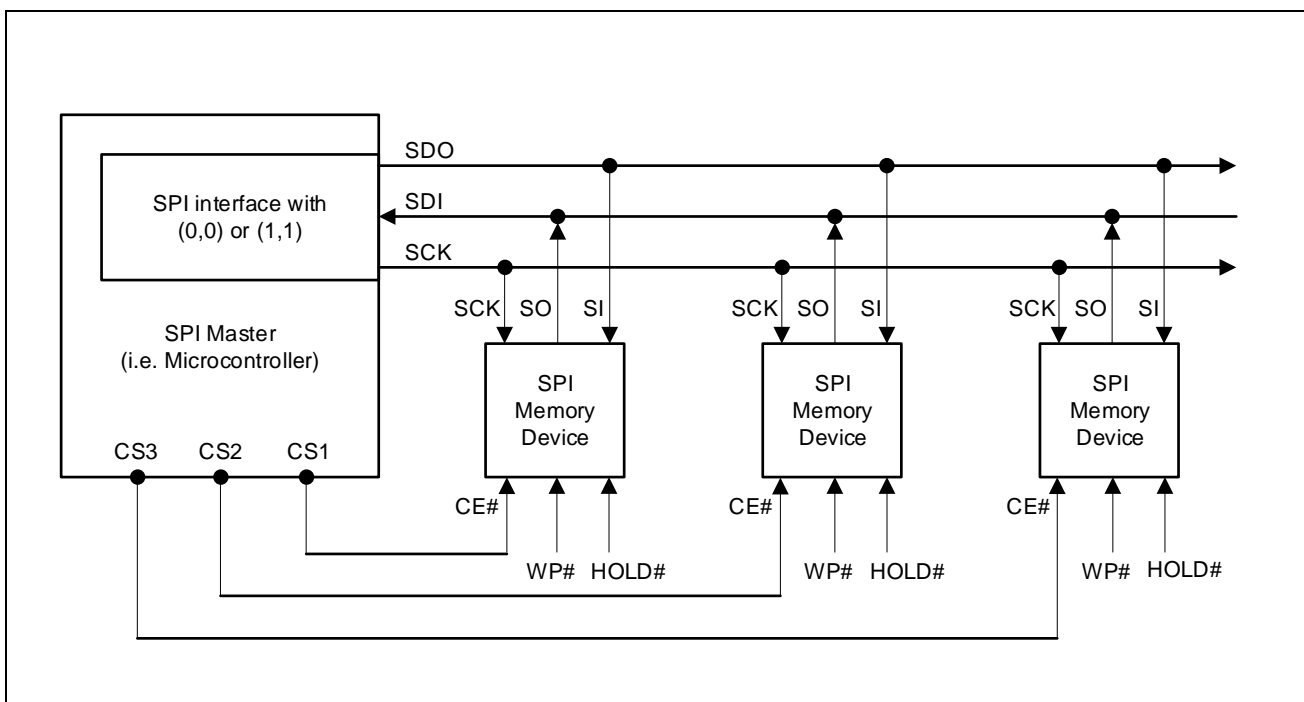 SDO
SPI interface with
(0,0) or (1,1)
SDI
SCK
SPI Master
(i.e. Microcontroller)
SCK SO SI
SCK SO SI
SCK SO SI
SPI
Memory
Device
SPI
Memory
Device
SPI
Memory
Device
CS3 CS2 CS1
CE#
CE#
CE#
WP# HOLD#
WP# HOLD#
WP# HOLD#